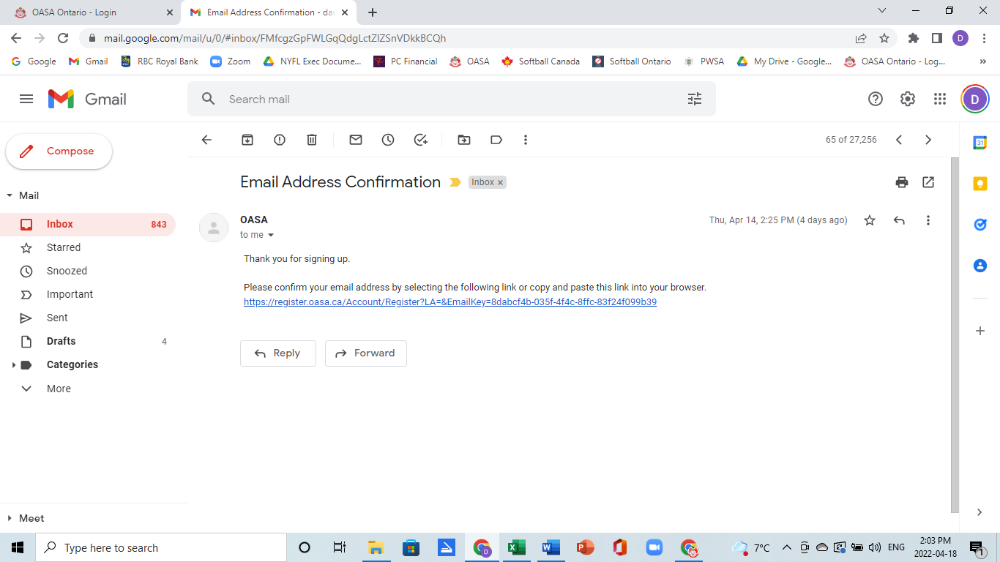 OASA Ontario - Login
Email Address Confirmation - da
mail.google.com/mail/u/0/#inbox/FMfcgzGpFWLGqQdgLctZlZSnVDkkBCQh
D
Google
Gmail
RBC Royal Bank
Zoom
NYFL Exec Docume...
PC Financial
OASA
Softball Canada
Softball Ontario
PWSA
My Drive - Google...
OASA Ontario - Log...
»
Gmail
Search mail
D
Compose
65 of 27,256
31
Email Address Confirmation
Inbox ×
Mail
Inbox 843
OASA
Thu, Apr 14, 2:25 PM (4 days ago)
to me
Starred
Snoozed
Important
Sent
Drafts 4
Categories
More
Thank you for signing up.
Please confirm your email address by selecting the following link or copy and paste this link into your browser.
https://register.oasa.ca/Account/Register?LA=&EmailKey=8dabcf4b-035f-4f4c-8ffc-83f24f099b39
Reply
Forward
Meet
Type here to search
7°C
ENG
2:03 PM
2022-04-18
1